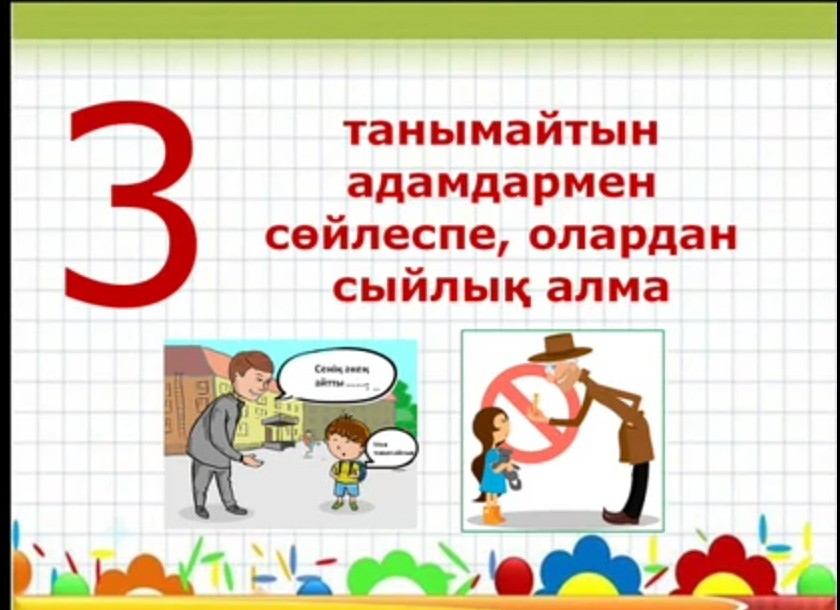 3
танымайтын
адамдармен
сөйлеспе, олардан
сыйлық алма
Сенің әкең
айтты